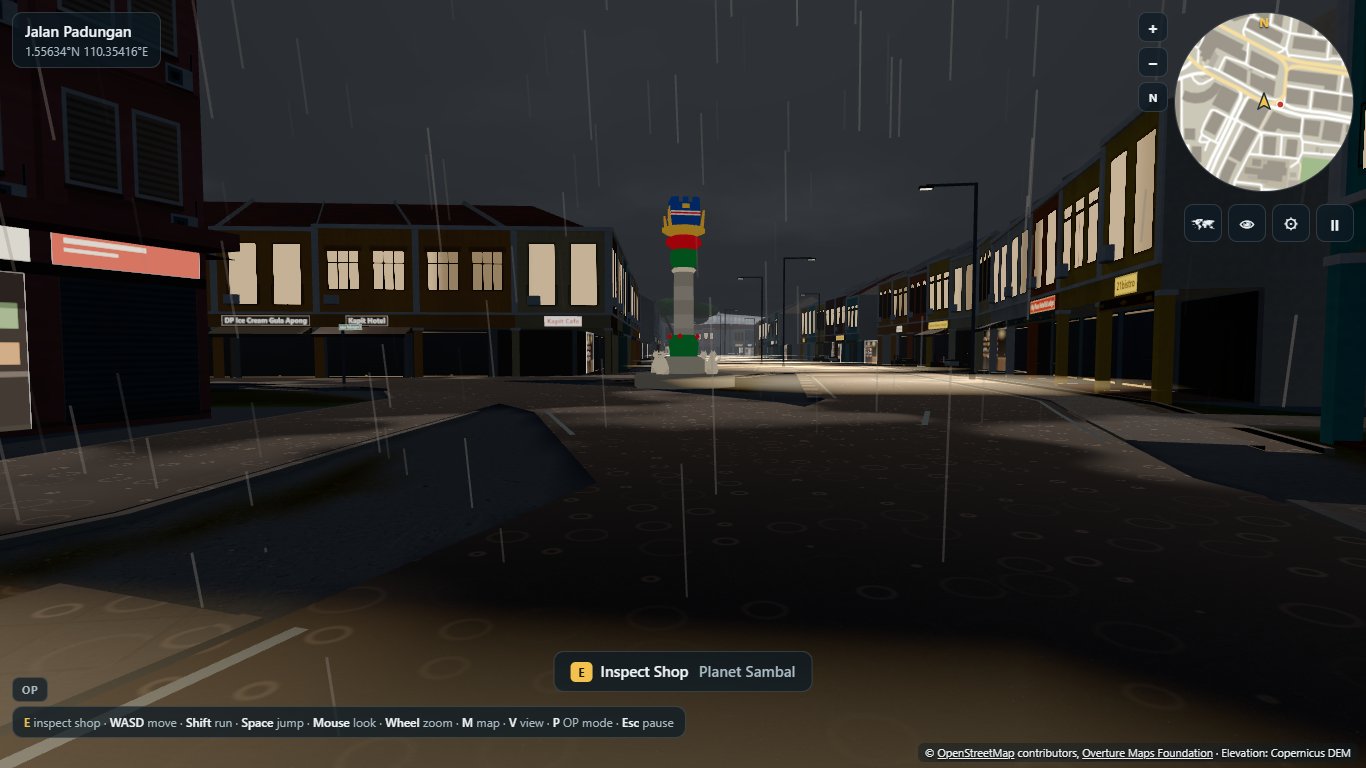 Jalan Padungan
1.55634°N 110.35416°E
+
−
N
N
DP Ice Cream Gula Apong
Kapit Hotel
Kapit Cafe
21bistro
E Inspect Shop Planet Sambal
OP
E inspect shop · WASD move · Shift run · Space jump · Mouse look · Wheel zoom · M map · V view · P OP mode · Esc pause
© OpenStreetMap contributors, Overture Maps Foundation · Elevation: Copernicus DEM